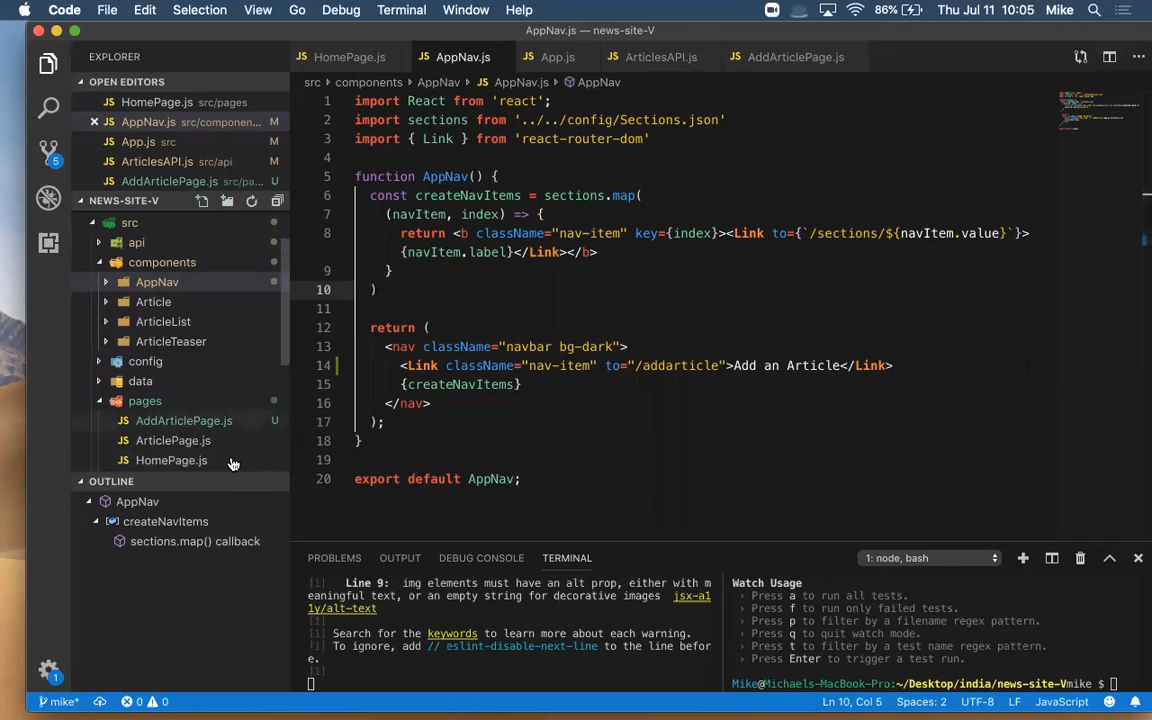 Code File Edit Selection View Go Debug Terminal Window Help 86% Thu Jul 11 10:05 Mike
AppNav.js — news-site-V
EXPLORER
OPEN EDITORS
HomePage.js src/pages
AppNav.js src/componen... M
App.js src M
ArticlesAPI.js src/api M
AddArticlePage.js src/pa... U
NEWS-SITE-V
src
api
components
AppNav
Article
ArticleList
ArticleTeaser
config
data
pages
AddArticlePage.js U
ArticlePage.js
HomePage.js
OUTLINE
AppNav
createNavItems
sections.map() callback
5
1
HomePage.js AppNav.js App.js ArticlesAPI.js AddArticlePage.js
src › components › AppNav › JS AppNav.js › AppNav
1 import React from 'react';
2 import sections from '../../config/Sections.json'
3 import { Link } from 'react-router-dom'
4
5 function AppNav() {
6 const createNavItems = sections.map(
7 (navItem, index) => {
8 return <b className="nav-item" key={index}><Link to={`/sections/${navItem.value}`}>
{navItem.label}</Link></b>
9 }
10 )
11
12 return (
13 <nav className="navbar bg-dark">
14 <Link className="nav-item" to="/addarticle">Add an Article</Link>
15 {createNavItems}
16 </nav>
17 );
18 }
19
20 export default AppNav;
PROBLEMS OUTPUT DEBUG CONSOLE TERMINAL 1: node, bash
[1] Line 9: img elements must have an alt prop, either with m
eaningful text, or an empty string for decorative images jsx-a1
1y/alt-text
[1]
[1] Search for the keywords to learn more about each warning.
[1] To ignore, add // eslint-disable-next-line to the line befor
e.
[1]
Watch Usage
› Press a to run all tests.
› Press f to run only failed tests.
› Press p to filter by a filename regex pattern.
› Press q to quit watch mode.
› Press t to filter by a test name regex pattern.
› Press Enter to trigger a test run.
Mike@Michaels-MacBook-Pro:~/Desktop/india/news-site-Vmike $
mike* 0 0 Ln 10, Col 5 Spaces: 2 UTF-8 LF JavaScript